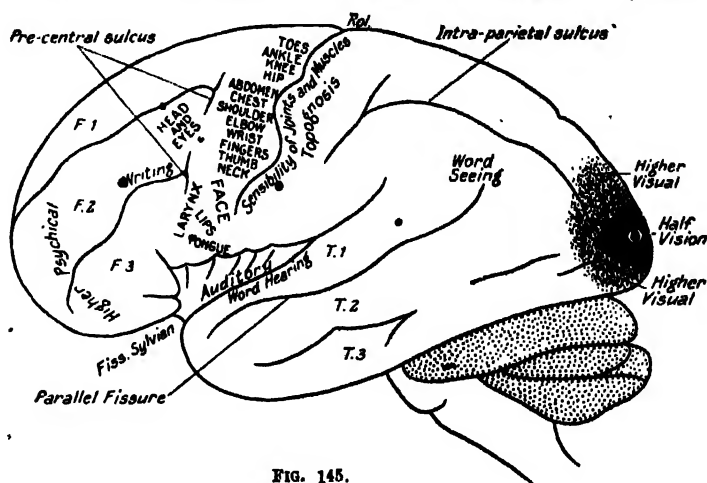 Rol.
Pre-central sulcus
Intra-parietal sulcus
TOES
ANKLE
KNEE
HIP
ABDOMEN
CHEST
SHOULDER
ELBOW
WRIST
FINGERS
THUMB
NECK
Sensibility of Joints and Muscles
Topognosis
F 1
HEAD
AND
EYES
Writing
F.2
FACE
LARYNX
LIPS
TONGUE
Word
Seeing
Higher
Visual
Half
Vision
Higher
Visual
Psychical
Higher
F 3
Auditory
Word Hearing
T.1
T.2
T.3
Fiss. Sylvian
Parallel Fissure
FIG. 145.